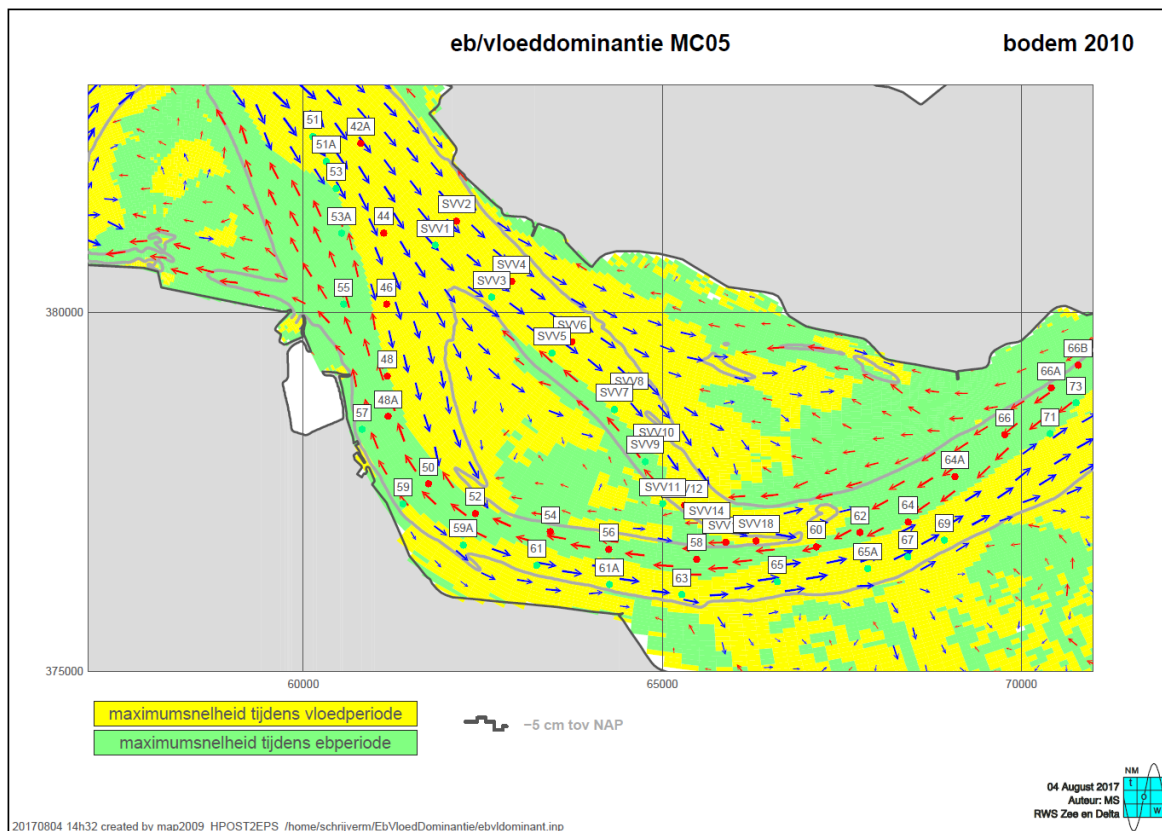 eb/vloeddominantie MC05
bodem 2010
51
42A
51A
53
SVV2
53A
44
SVV1
SVV4
SVV3
55
46
380000
SVV6
SVV5
48
66B
SVV8
66A
73
SVV7
48A
57
66
71
SVV10
SVV9
64A
50
59
SVV11
V12
52
54
SVV14
62
64
59A
56
SVV
SVV18
60
69
61
58
65A
67
61A
63
65
375000
60000
65000
70000
maximumsnelheid tijdens vloedperiode
−5 cm tov NAP
maximumsnelheid tijdens ebperiode
NM
t
o
w
04 August 2017
Auteur: MS
RWS Zee en Delta
20170804 14h32 created by map2009 HPOST2EPS /home/schrijverm/EbVloedDominantie/ebvldominant.inp